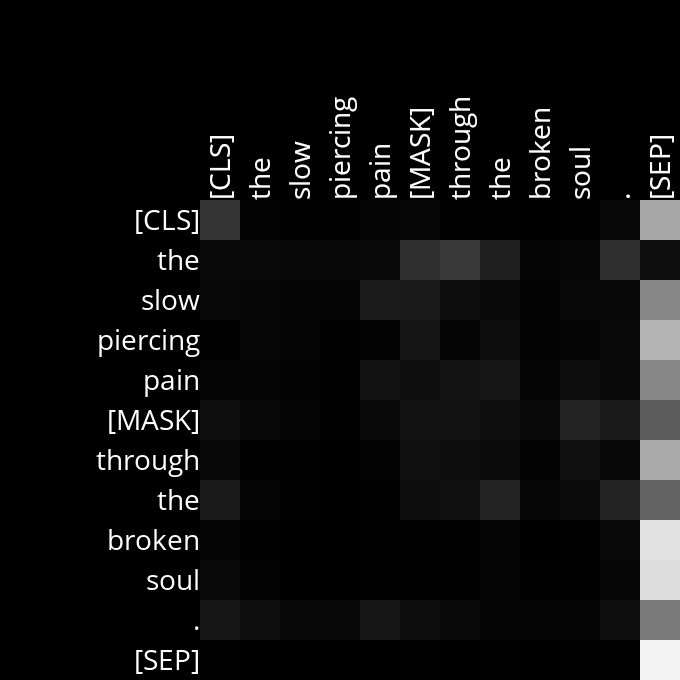 [CLS] the slow piercing pain [MASK] through the broken soul . [SEP]
[CLS]
the
slow
piercing
pain
[MASK]
through
the
broken
soul
.
[SEP]